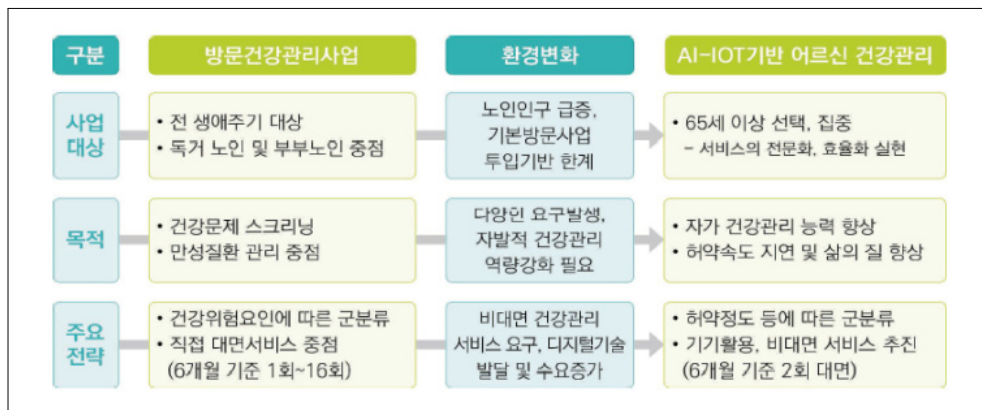 구분 방문건강관리사업 환경변화 AI-IOT기반 어르신 건강관리
사업
대상
• 전 생애주기 대상
• 독거 노인 및 부부노인 중점
노인인구 급증,
기본방문사업
투입기반 한계
• 65세 이상 선택, 집중
- 서비스의 전문화, 효율화 실현
목적
• 건강문제 스크리닝
• 만성질환 관리 중점
다양한 요구발생,
자발적 건강관리
역량강화 필요
• 자가 건강관리 능력 향상
• 허약속도 지연 및 삶의 질 향상
주요
전략
• 건강위험요인에 따른 군분류
• 직접 대면서비스 중점
(6개월 기준 1회~16회)
비대면 건강관리
서비스 요구, 디지털기술
발달 및 수요증가
• 허약정도 등에 따른 군분류
• 기기활용, 비대면 서비스 추진
(6개월 기준 2회 대면)